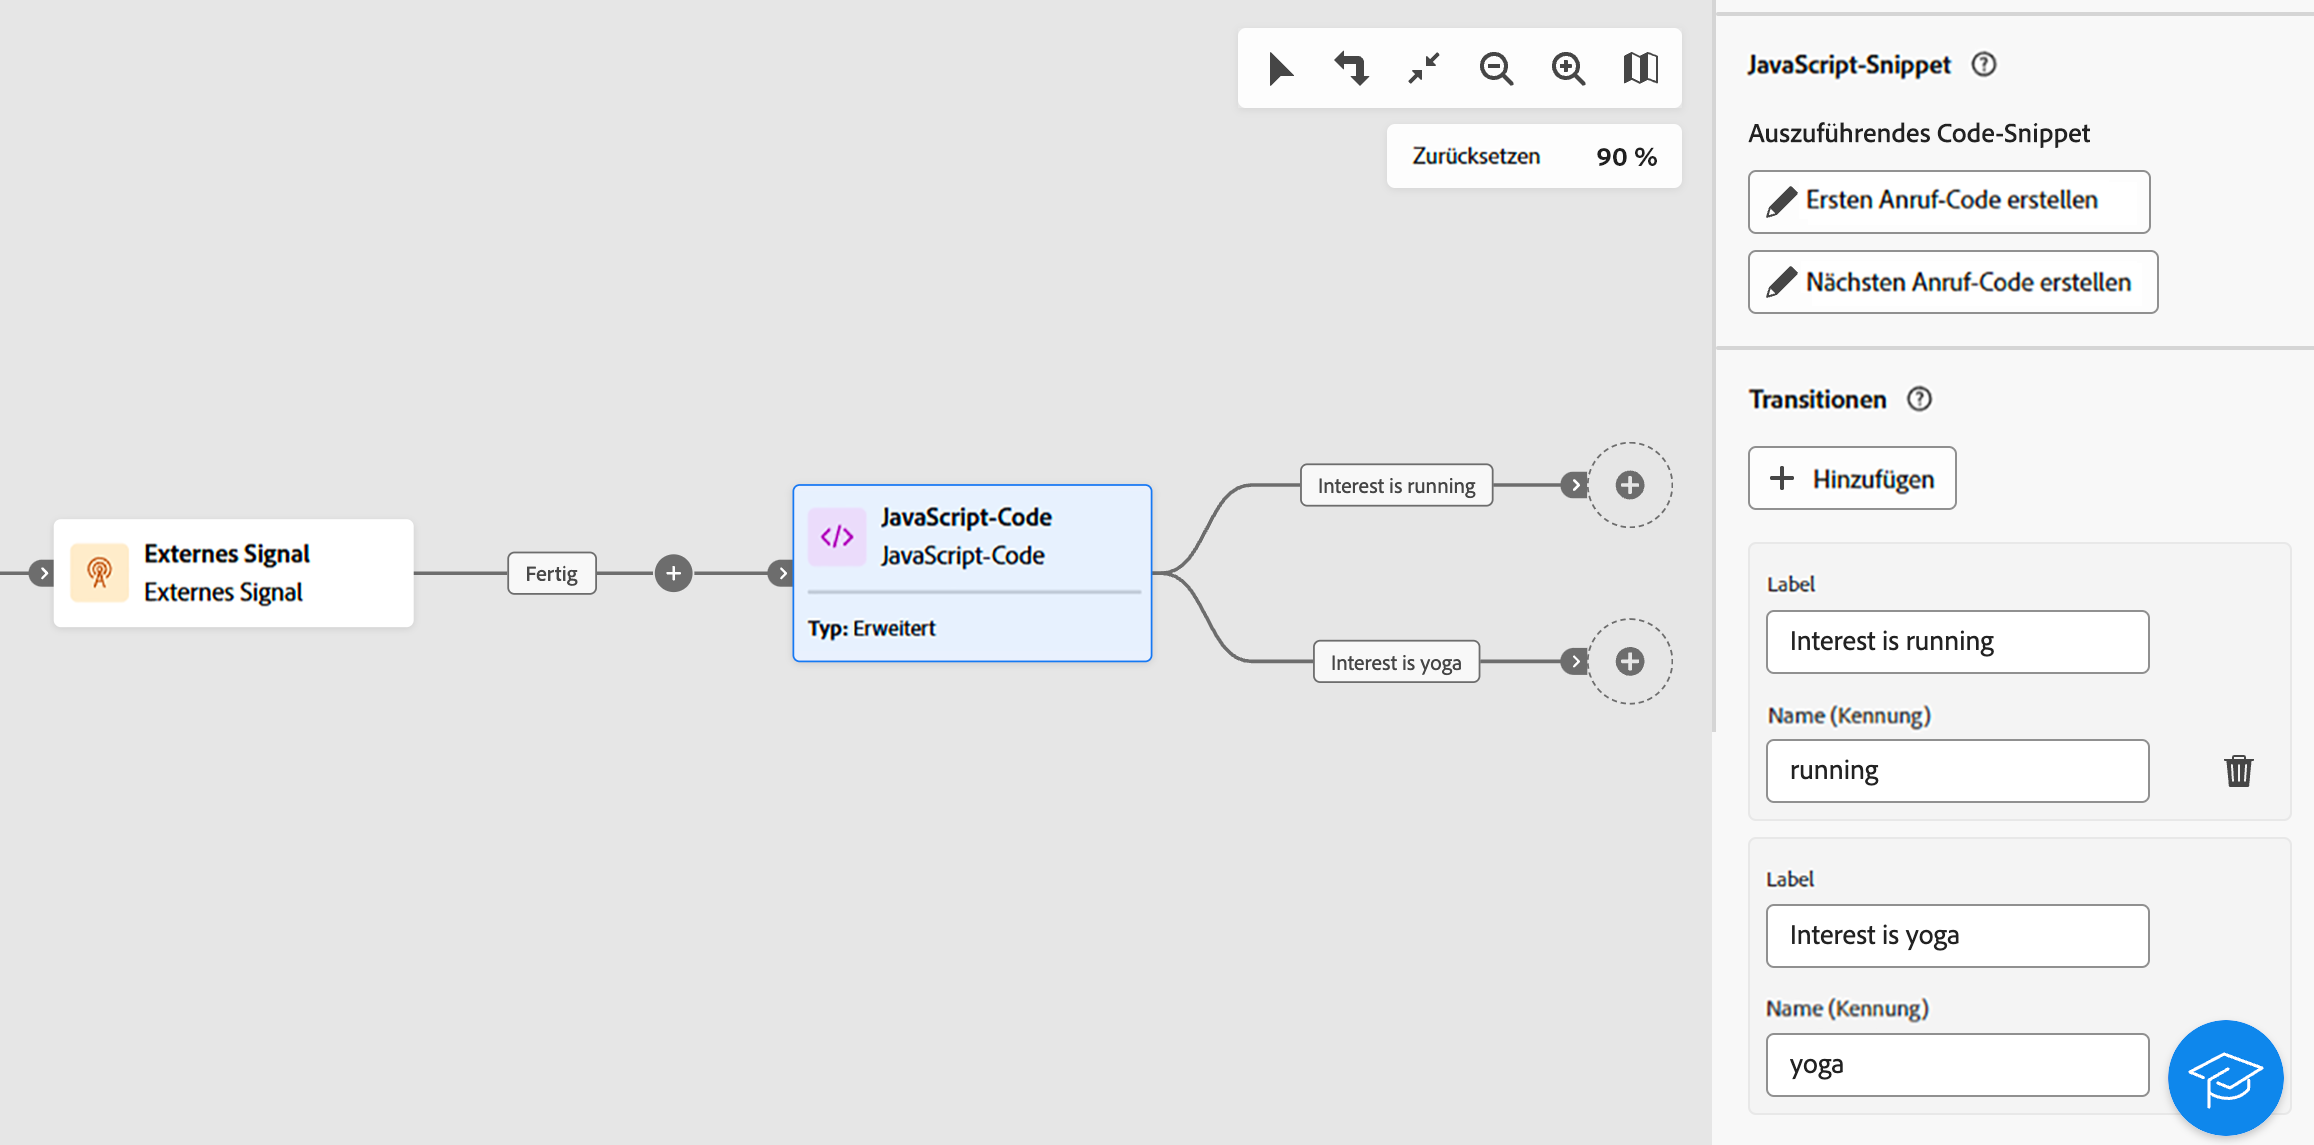 Zurücksetzen 90 %
Externes Signal
Externes Signal
Fertig
JavaScript-Code
JavaScript-Code
Typ: Erweitert
Interest is running
Interest is yoga
JavaScript-Snippet
Auszuführendes Code-Snippet
Ersten Anruf-Code erstellen
Nächsten Anruf-Code erstellen
Transitionen
Hinzufügen
Label
Interest is running
Name (Kennung)
running
Label
Interest is yoga
Name (Kennung)
yoga